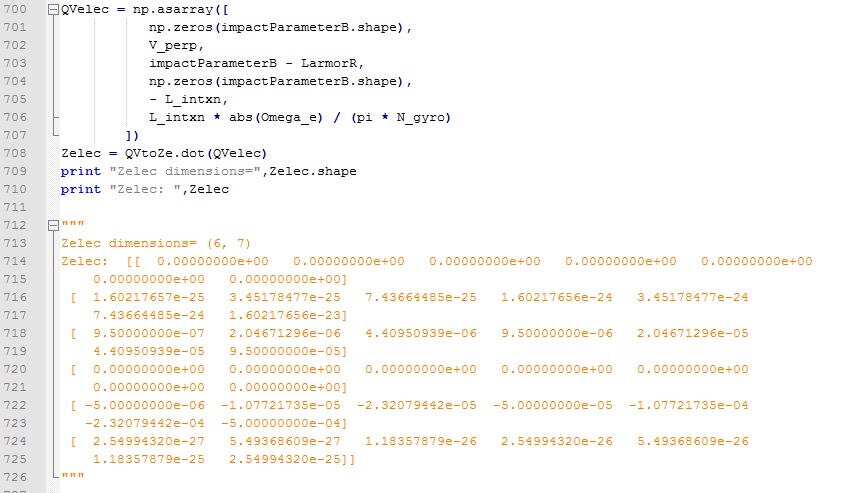 700 QVelec = np.asarray([
701 np.zeros(impactParameterB.shape),
702 V_perp,
703 impactParameterB - LarmorR,
704 np.zeros(impactParameterB.shape),
705 - L_intxn,
706 L_intxn * abs(Omega_e) / (pi * N_gyro)
707 ])
708 Zelec = QVtoZe.dot(QVelec)
709 print "Zelec dimensions=",Zelec.shape
710 print "Zelec: ",Zelec
711
712 """
713 Zelec dimensions= (6, 7)
714 Zelec:  [[  0.00000000e+00   0.00000000e+00   0.00000000e+00   0.00000000e+00   0.00000000e+00
715 0.00000000e+00   0.00000000e+00]
716 [  1.60217657e-25   3.45178477e-25   7.43664485e-25   1.60217656e-24   3.45178477e-24
717 7.43664485e-24   1.60217656e-23]
718 [  9.50000000e-07   2.04671296e-06   4.40950939e-06   9.50000000e-06   2.04671296e-05
719 4.40950939e-05   9.50000000e-05]
720 [  0.00000000e+00   0.00000000e+00   0.00000000e+00   0.00000000e+00   0.00000000e+00
721 0.00000000e+00   0.00000000e+00]
722 [ -5.00000000e-06  -1.07721735e-05  -2.32079442e-05  -5.00000000e-05  -1.07721735e-04
723 -2.32079442e-04  -5.00000000e-04]
724 [  2.54994320e-27   5.49368609e-27   1.18357879e-26   2.54994320e-26   5.49368609e-26
725 1.18357879e-25   2.54994320e-25]]
726 """